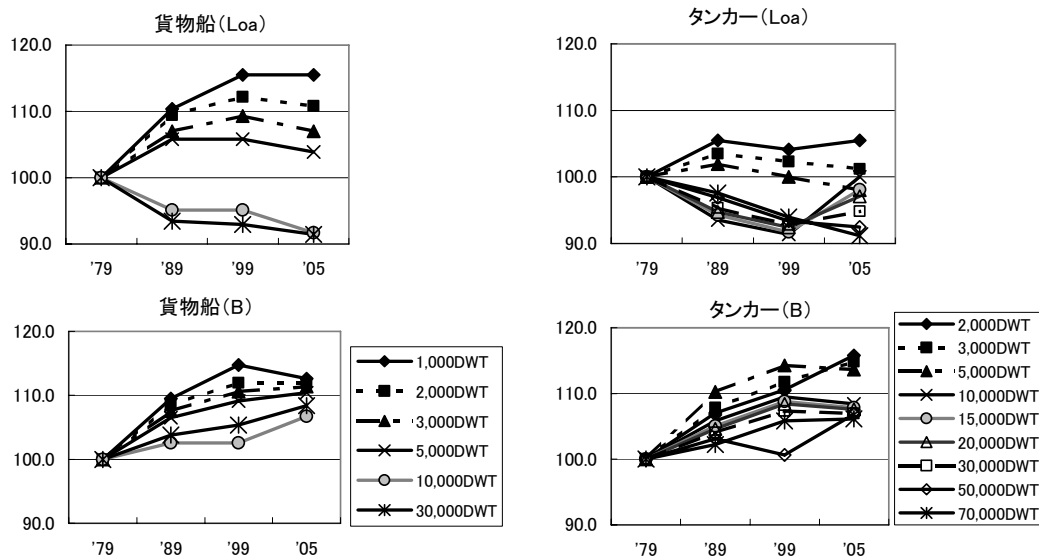 貨物船(Loa)
120.0
110.0
100.0
90.0
'79 '89 '99 '05
タンカー(Loa)
120.0
110.0
100.0
90.0
'79 '89 '99 '05
貨物船(B)
120.0
110.0
100.0
90.0
'79 '89 '99 '05
1,000DWT
2,000DWT
3,000DWT
5,000DWT
10,000DWT
30,000DWT
タンカー(B)
120.0
110.0
100.0
90.0
'79 '89 '99 '05
2,000DWT
3,000DWT
5,000DWT
10,000DWT
15,000DWT
20,000DWT
30,000DWT
50,000DWT
70,000DWT